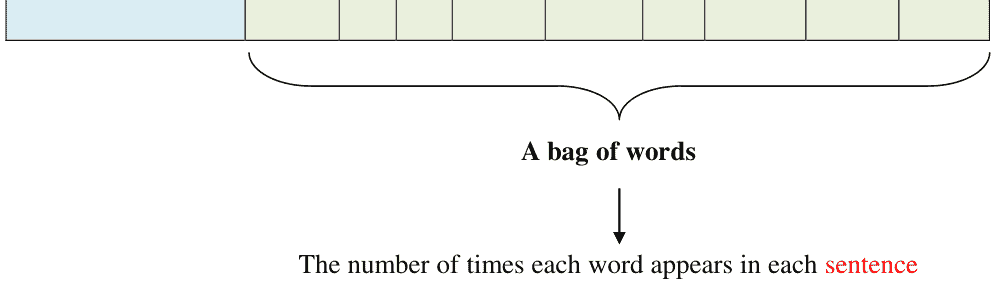 A bag of words
The number of times each word appears in each sentence